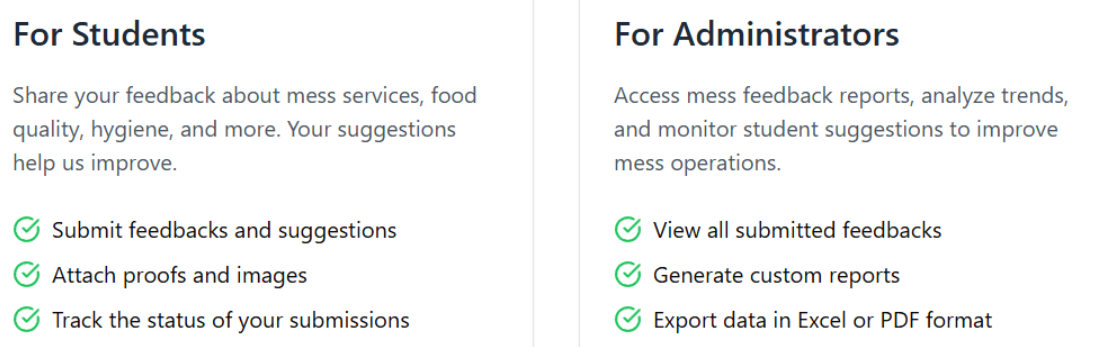 For Students
Share your feedback about mess services, food
quality, hygiene, and more. Your suggestions
help us improve.
Submit feedbacks and suggestions
Attach proofs and images
Track the status of your submissions
For Administrators
Access mess feedback reports, analyze trends,
and monitor student suggestions to improve
mess operations.
View all submitted feedbacks
Generate custom reports
Export data in Excel or PDF format